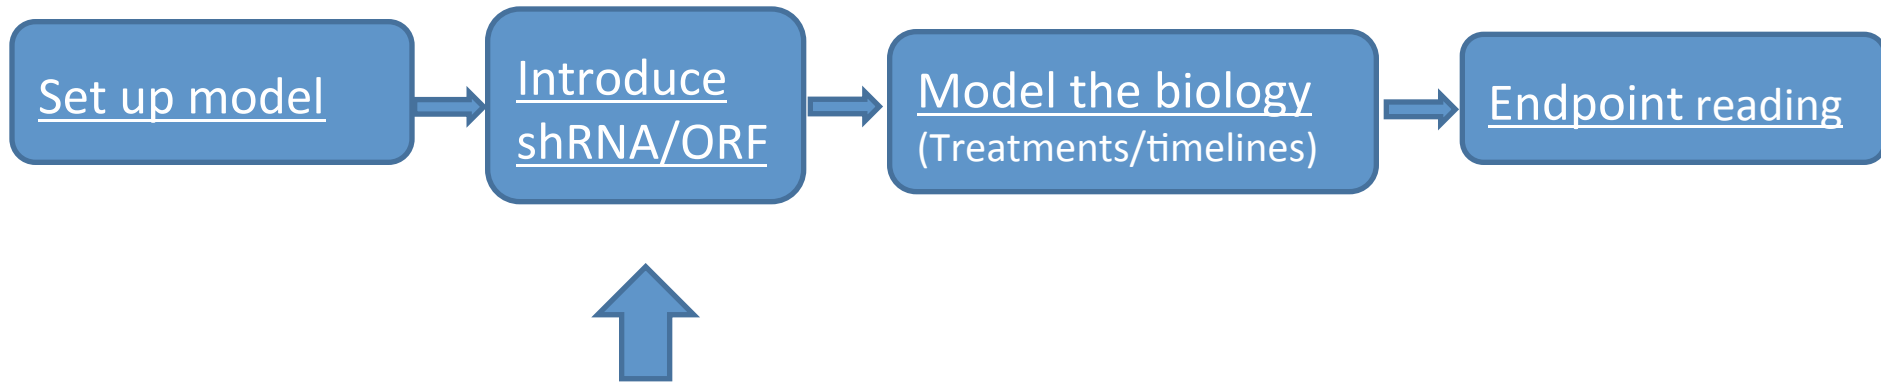 Set up model
Introduce
shRNA/ORF
Model the biology
(Treatments/timelines)
Endpoint reading